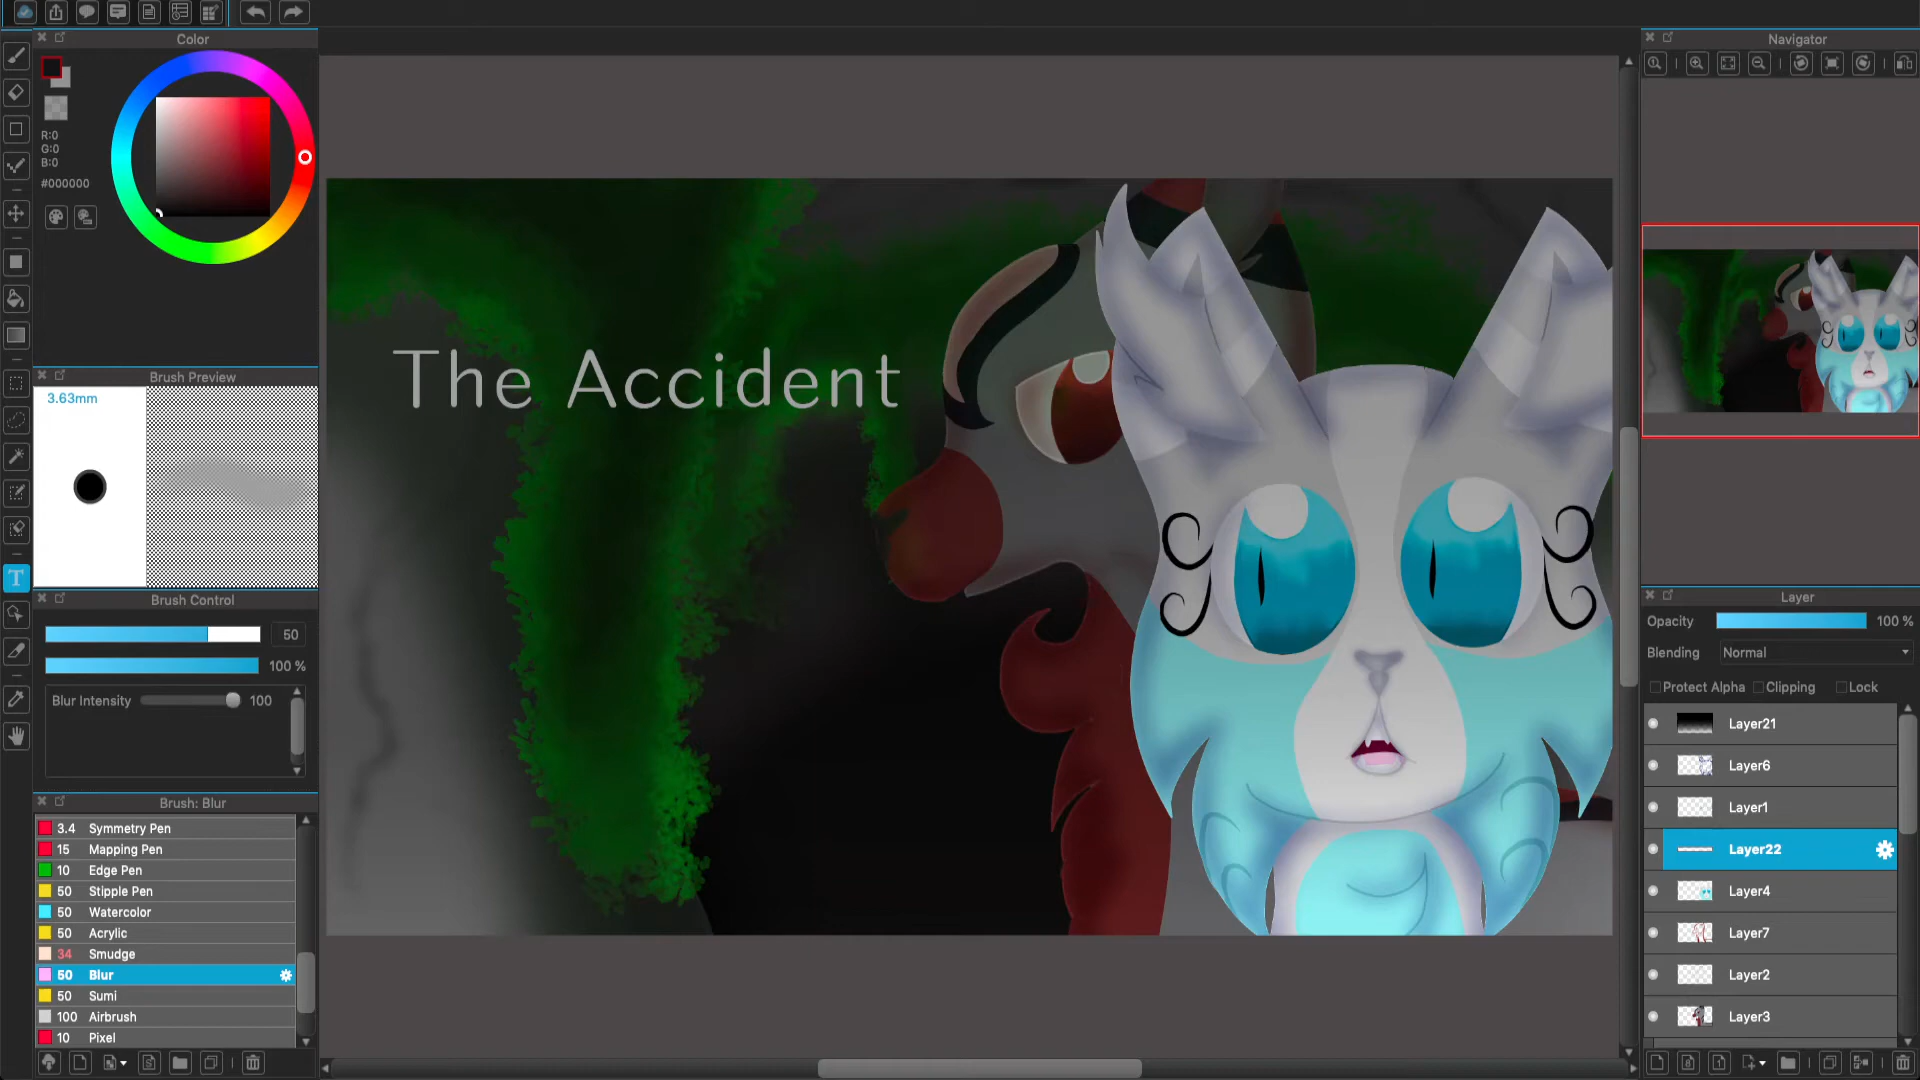 Color
R:0
G:0
B:0
#000000
Brush Preview
3.63mm
Brush Control
50
100 %
Blur Intensity 100
Brush: Blur
3.4 Symmetry Pen
15 Mapping Pen
10 Edge Pen
50 Stipple Pen
50 Watercolor
50 Acrylic
34 Smudge
50 Blur
50 Sumi
100 Airbrush
10 Pixel
T
The Accident
Navigator
Layer
Opacity 100 %
Blending Normal
Protect Alpha Clipping Lock
Layer21
Layer6
Layer1
Layer22
Layer4
Layer7
Layer2
Layer3